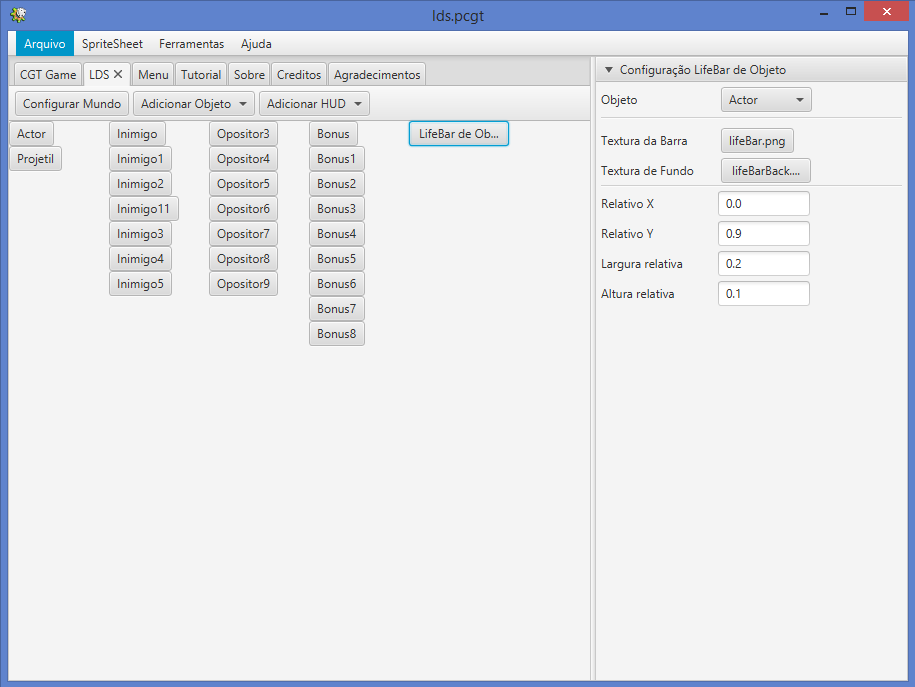 lds.pcgt
Arquivo SpriteSheet Ferramentas Ajuda
CGT Game LDS Menu Tutorial Sobre Creditos Agradecimentos
Configurar Mundo Adicionar Objeto Adicionar HUD
Actor Inimigo Opositor3 Bonus LifeBar de Ob...
Projetil Inimigo1 Opositor4 Bonus1
Inimigo2 Opositor5 Bonus2
Inimigo11 Opositor6 Bonus3
Inimigo3 Opositor7 Bonus4
Inimigo4 Opositor8 Bonus5
Inimigo5 Opositor9 Bonus6
Bonus7
Bonus8
Configuração LifeBar de Objeto
Objeto Actor
Textura da Barra lifeBar.png
Textura de Fundo lifeBarBack....
Relativo X 0.0
Relativo Y 0.9
Largura relativa 0.2
Altura relativa 0.1